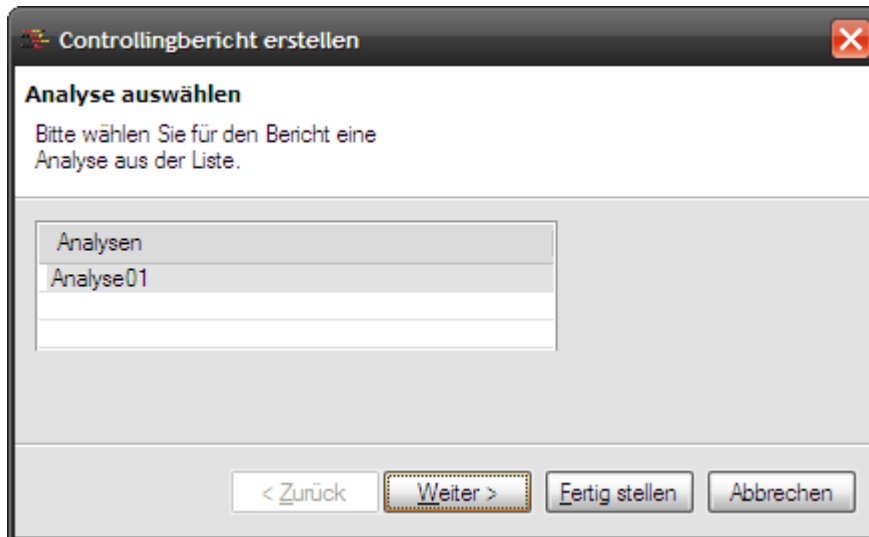 Controllingbericht erstellen
Analyse auswählen
Bitte wählen Sie für den Bericht eine
Analyse aus der Liste.
Analysen
Analyse01
< Zurück Weiter > Fertig stellen Abbrechen